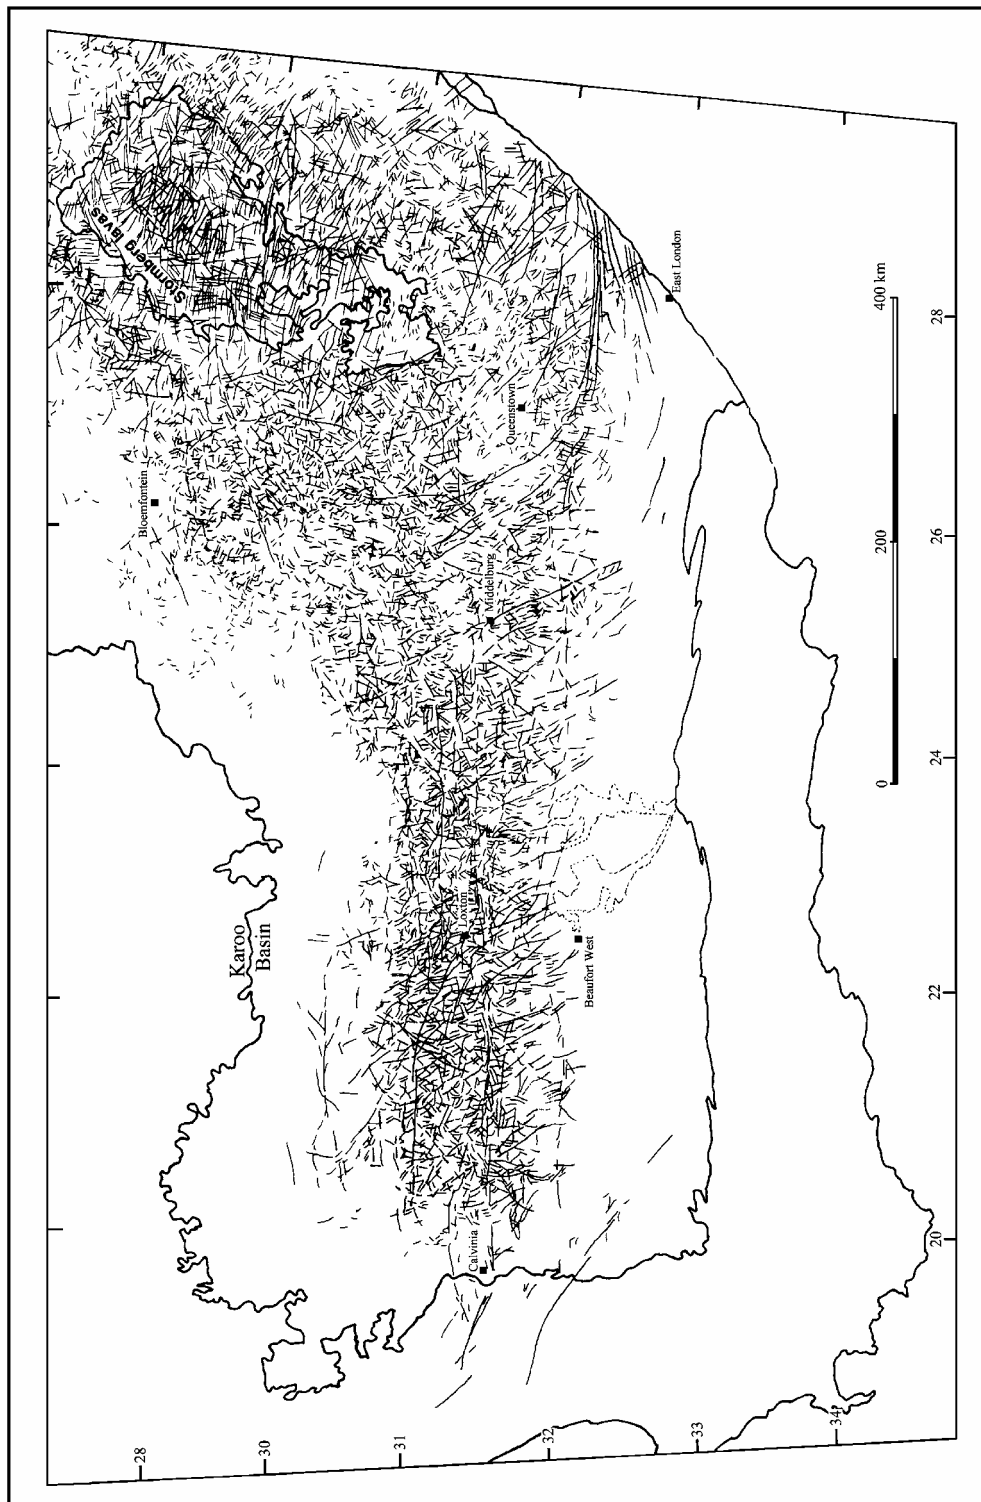 Stormberg lavas
Bloemfontein
Karoo
Basin
Queenstown
East London
Middelburg
Loxton
Beaufort West
Calvinia
0
200
400 km
28
30
31
32
33
34
20
22
24
26
28